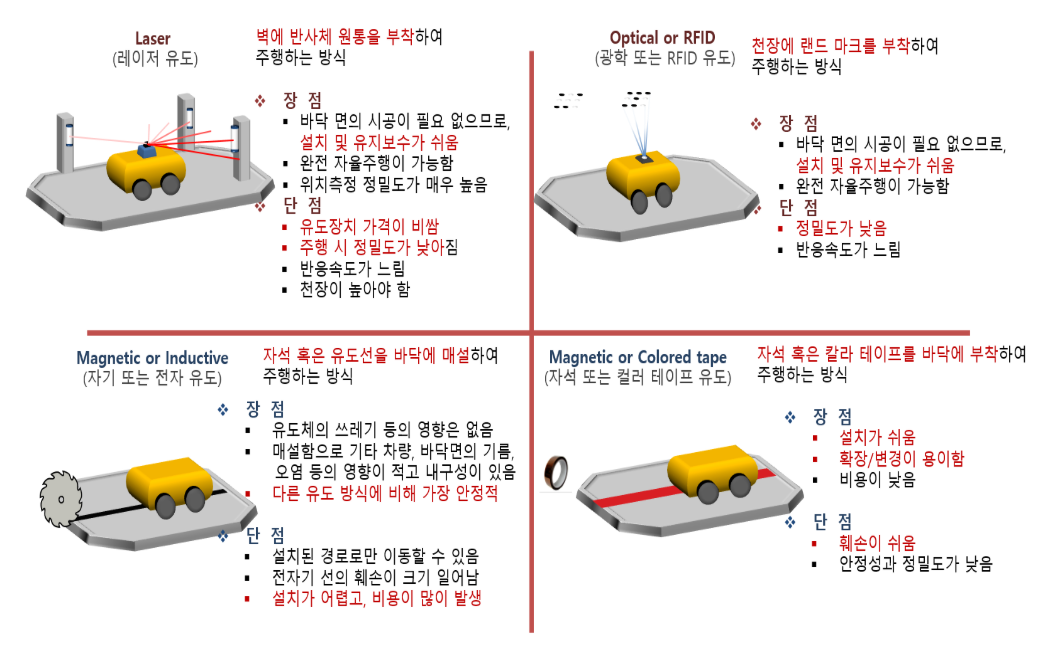 Laser
(레이저 유도)
벽에 반사체 원통을 부착하여
주행하는 방식
❖ 장 점
▪ 바닥 면의 시공이 필요 없으므로,
설치 및 유지보수가 쉬움
▪ 완전 자율주행이 가능함
▪ 위치측정 정밀도가 매우 높음
❖ 단 점
▪ 유도장치 가격이 비쌈
▪ 주행 시 정밀도가 낮아짐
▪ 반응속도가 느림
▪ 천장이 높아야 함
Optical or RFID
(광학 또는 RFID 유도)
천장에 랜드 마크를 부착하여
주행하는 방식
❖ 장 점
▪ 바닥 면의 시공이 필요 없으므로,
설치 및 유지보수가 쉬움
▪ 완전 자율주행이 가능함
❖ 단 점
▪ 정밀도가 낮음
▪ 반응속도가 느림
Magnetic or Inductive
(자기 또는 전자 유도)
자석 혹은 유도선을 바닥에 매설하여
주행하는 방식
❖ 장 점
▪ 유도체의 쓰레기 등의 영향은 없음
▪ 매설함으로 기타 차량, 바닥면의 기름,
오염 등의 영향이 적고 내구성이 있음
▪ 다른 유도 방식에 비해 가장 안정적
❖ 단 점
▪ 설치된 경로로만 이동할 수 있음
▪ 전자기 선의 훼손이 크기 일어남
▪ 설치가 어렵고, 비용이 많이 발생
Magnetic or Colored tape
(자석 또는 컬러 테이프 유도)
자석 혹은 칼라 테이프를 바닥에 부착하여
주행하는 방식
❖ 장 점
▪ 설치가 쉬움
▪ 확장/변경이 용이함
▪ 비용이 낮음
❖ 단 점
▪ 훼손이 쉬움
▪ 안정성과 정밀도가 낮음